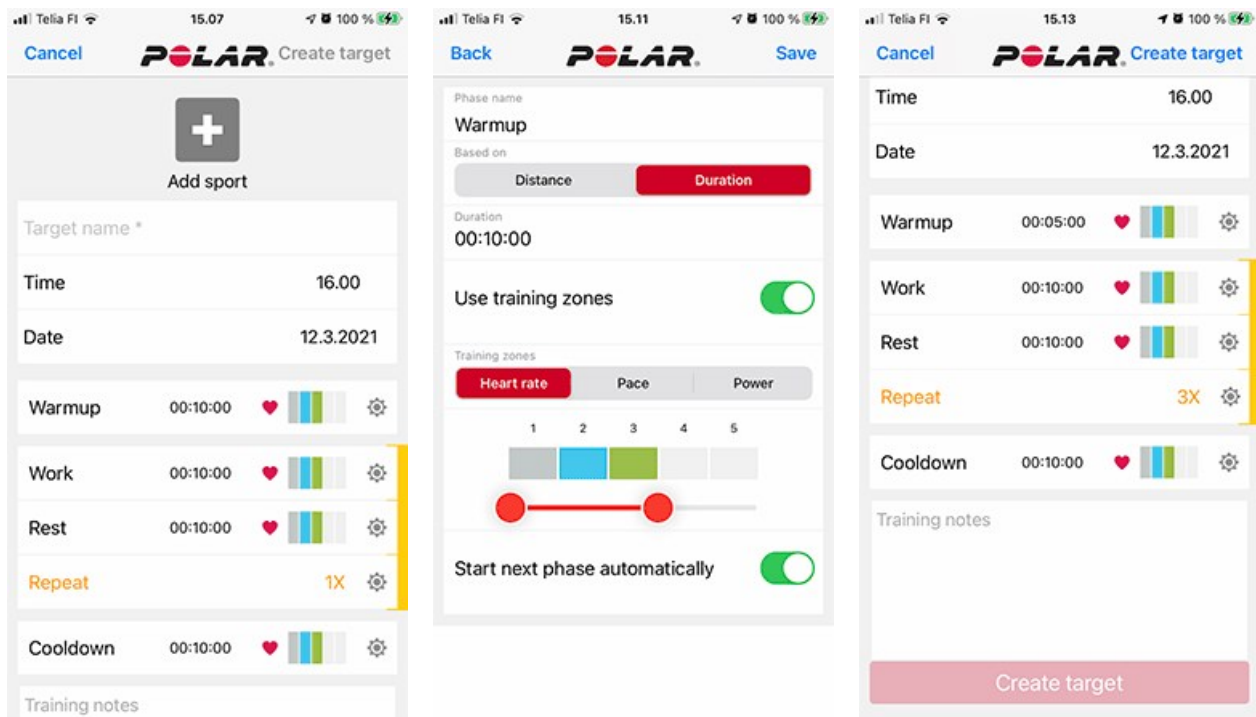 Telia FI 15.07 100 %
Cancel POLAR. Create target
Add sport
Target name *
Time 16.00
Date 12.3.2021
Warmup 00:10:00
Work 00:10:00
Rest 00:10:00
Repeat 1X
Cooldown 00:10:00
Training notes
Telia FI 15.11 100 %
Back POLAR. Save
Phase name
Warmup
Based on
Distance Duration
Duration
00:10:00
Use training zones
Training zones
Heart rate Pace Power
1 2 3 4 5
Start next phase automatically
Telia FI 15.13 100 %
Cancel POLAR. Create target
Time 16.00
Date 12.3.2021
Warmup 00:05:00
Work 00:10:00
Rest 00:10:00
Repeat 3X
Cooldown 00:10:00
Training notes
Create target